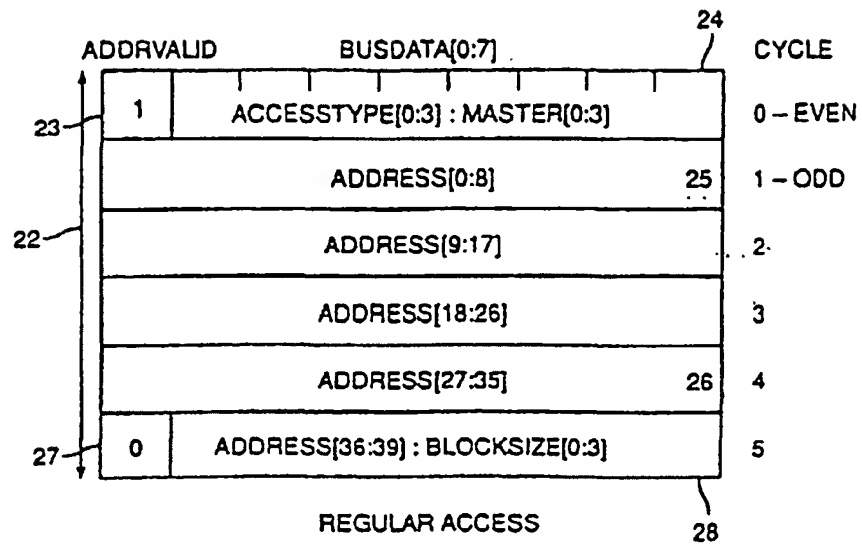 24
ADDRVALID BUSDATA[0:7] CYCLE
23 1 ACCESSTYPE[0:3] : MASTER[0:3] 0 – EVEN
ADDRESS[0:8] 25 1 – ODD
22 ADDRESS[9:17] 2
ADDRESS[18:26] 3
ADDRESS[27:35] 26 4
27 0 ADDRESS[36:39] : BLOCKSIZE[0:3] 5
REGULAR ACCESS 28